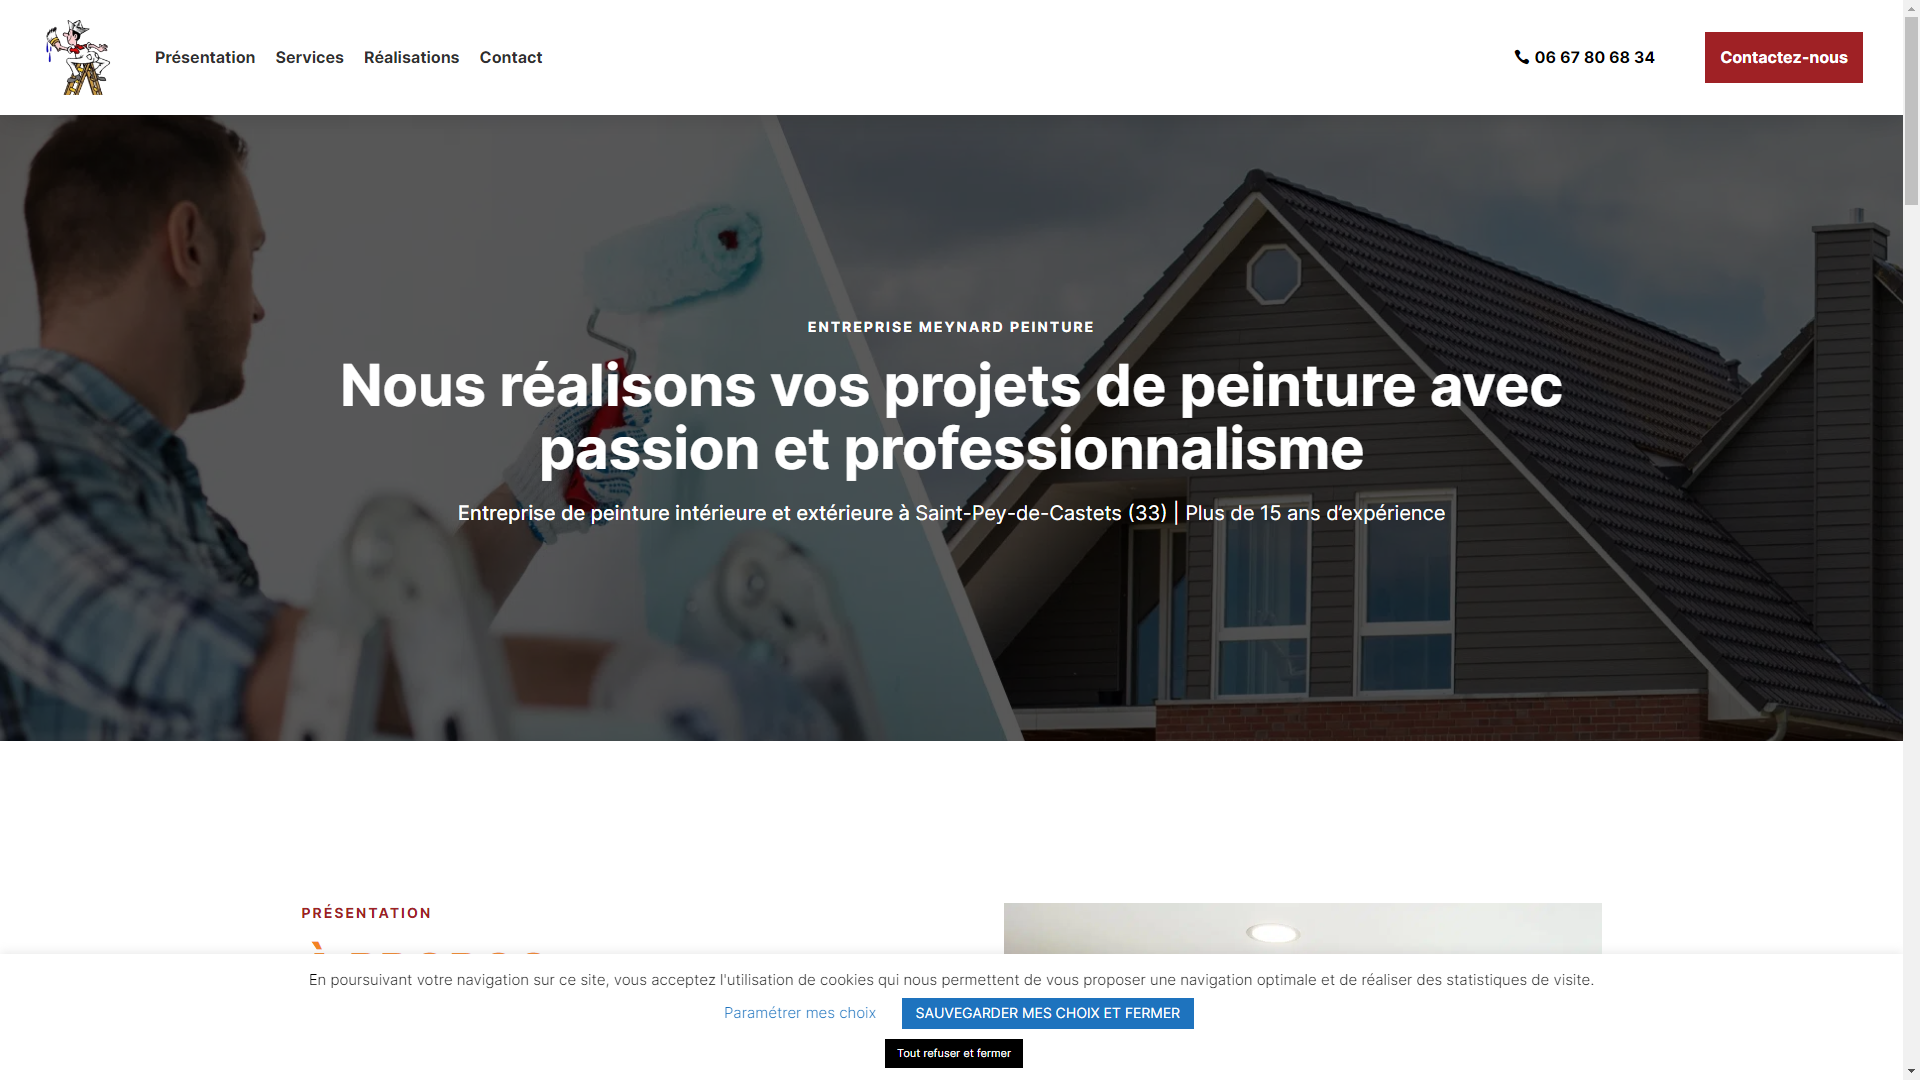 Présentation Services Réalisations Contact
06 67 80 68 34
Contactez-nous
ENTREPRISE MEYNARD PEINTURE
Nous réalisons vos projets de peinture avec
passion et professionnalisme
Entreprise de peinture intérieure et extérieure à Saint-Pey-de-Castets (33) | Plus de 15 ans d’expérience
PRÉSENTATION
En poursuivant votre navigation sur ce site, vous acceptez l'utilisation de cookies qui nous permettent de vous proposer une navigation optimale et de réaliser des statistiques de visite.
Paramétrer mes choix
SAUVEGARDER MES CHOIX ET FERMER
Tout refuser et fermer